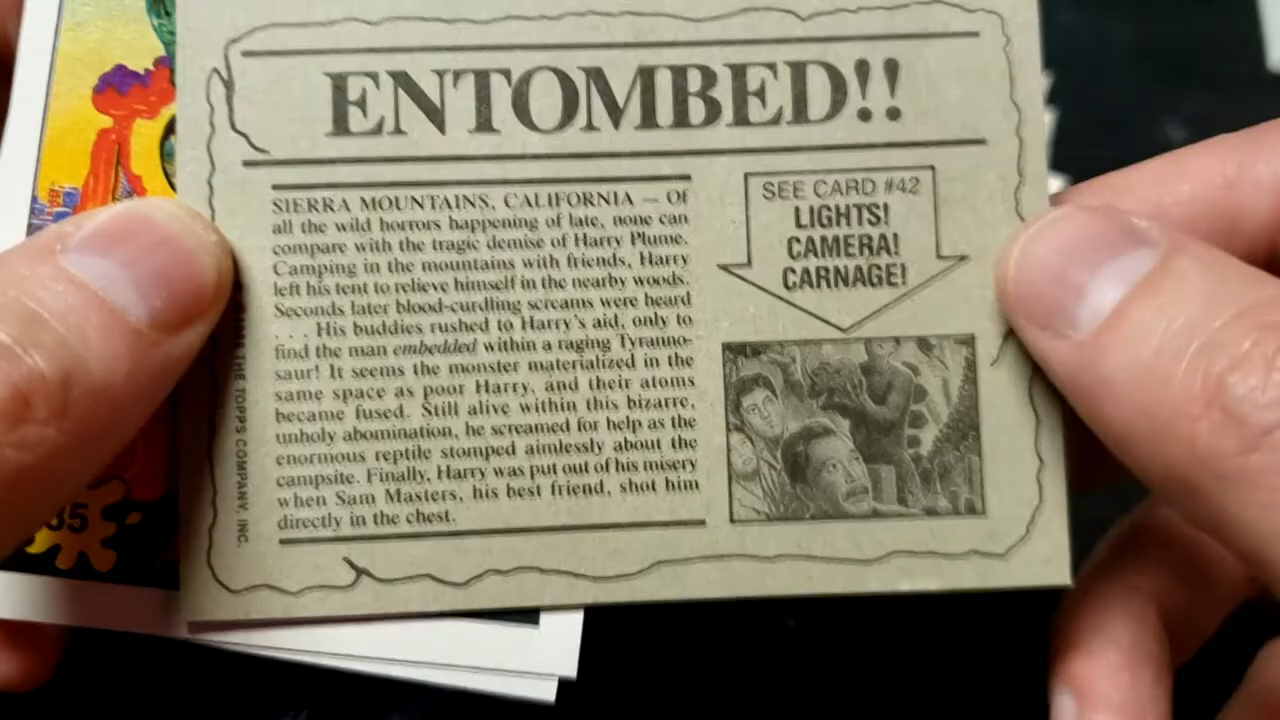 ENTOMBED!!
SIERRA MOUNTAINS, CALIFORNIA — Of
all the wild horrors happening of late, none can
compare with the tragic demise of Harry Plume.
Camping in the mountains with friends, Harry
left his tent to relieve himself in the nearby woods.
Seconds later blood-curdling screams were heard
. . . His buddies rushed to Harry's aid, only to
find the man embedded within a raging Tyranno-
saur! It seems the monster materialized in the
same space as poor Harry, and their atoms
became fused. Still alive within this bizarre,
unholy abomination, he screamed for help as the
enormous reptile stomped aimlessly about the
campsite. Finally, Harry was put out of his misery
when Sam Masters, his best friend, shot him
directly in the chest.
SEE CARD #42
LIGHTS!
CAMERA!
CARNAGE!
THE TOPPS COMPANY, INC.
35